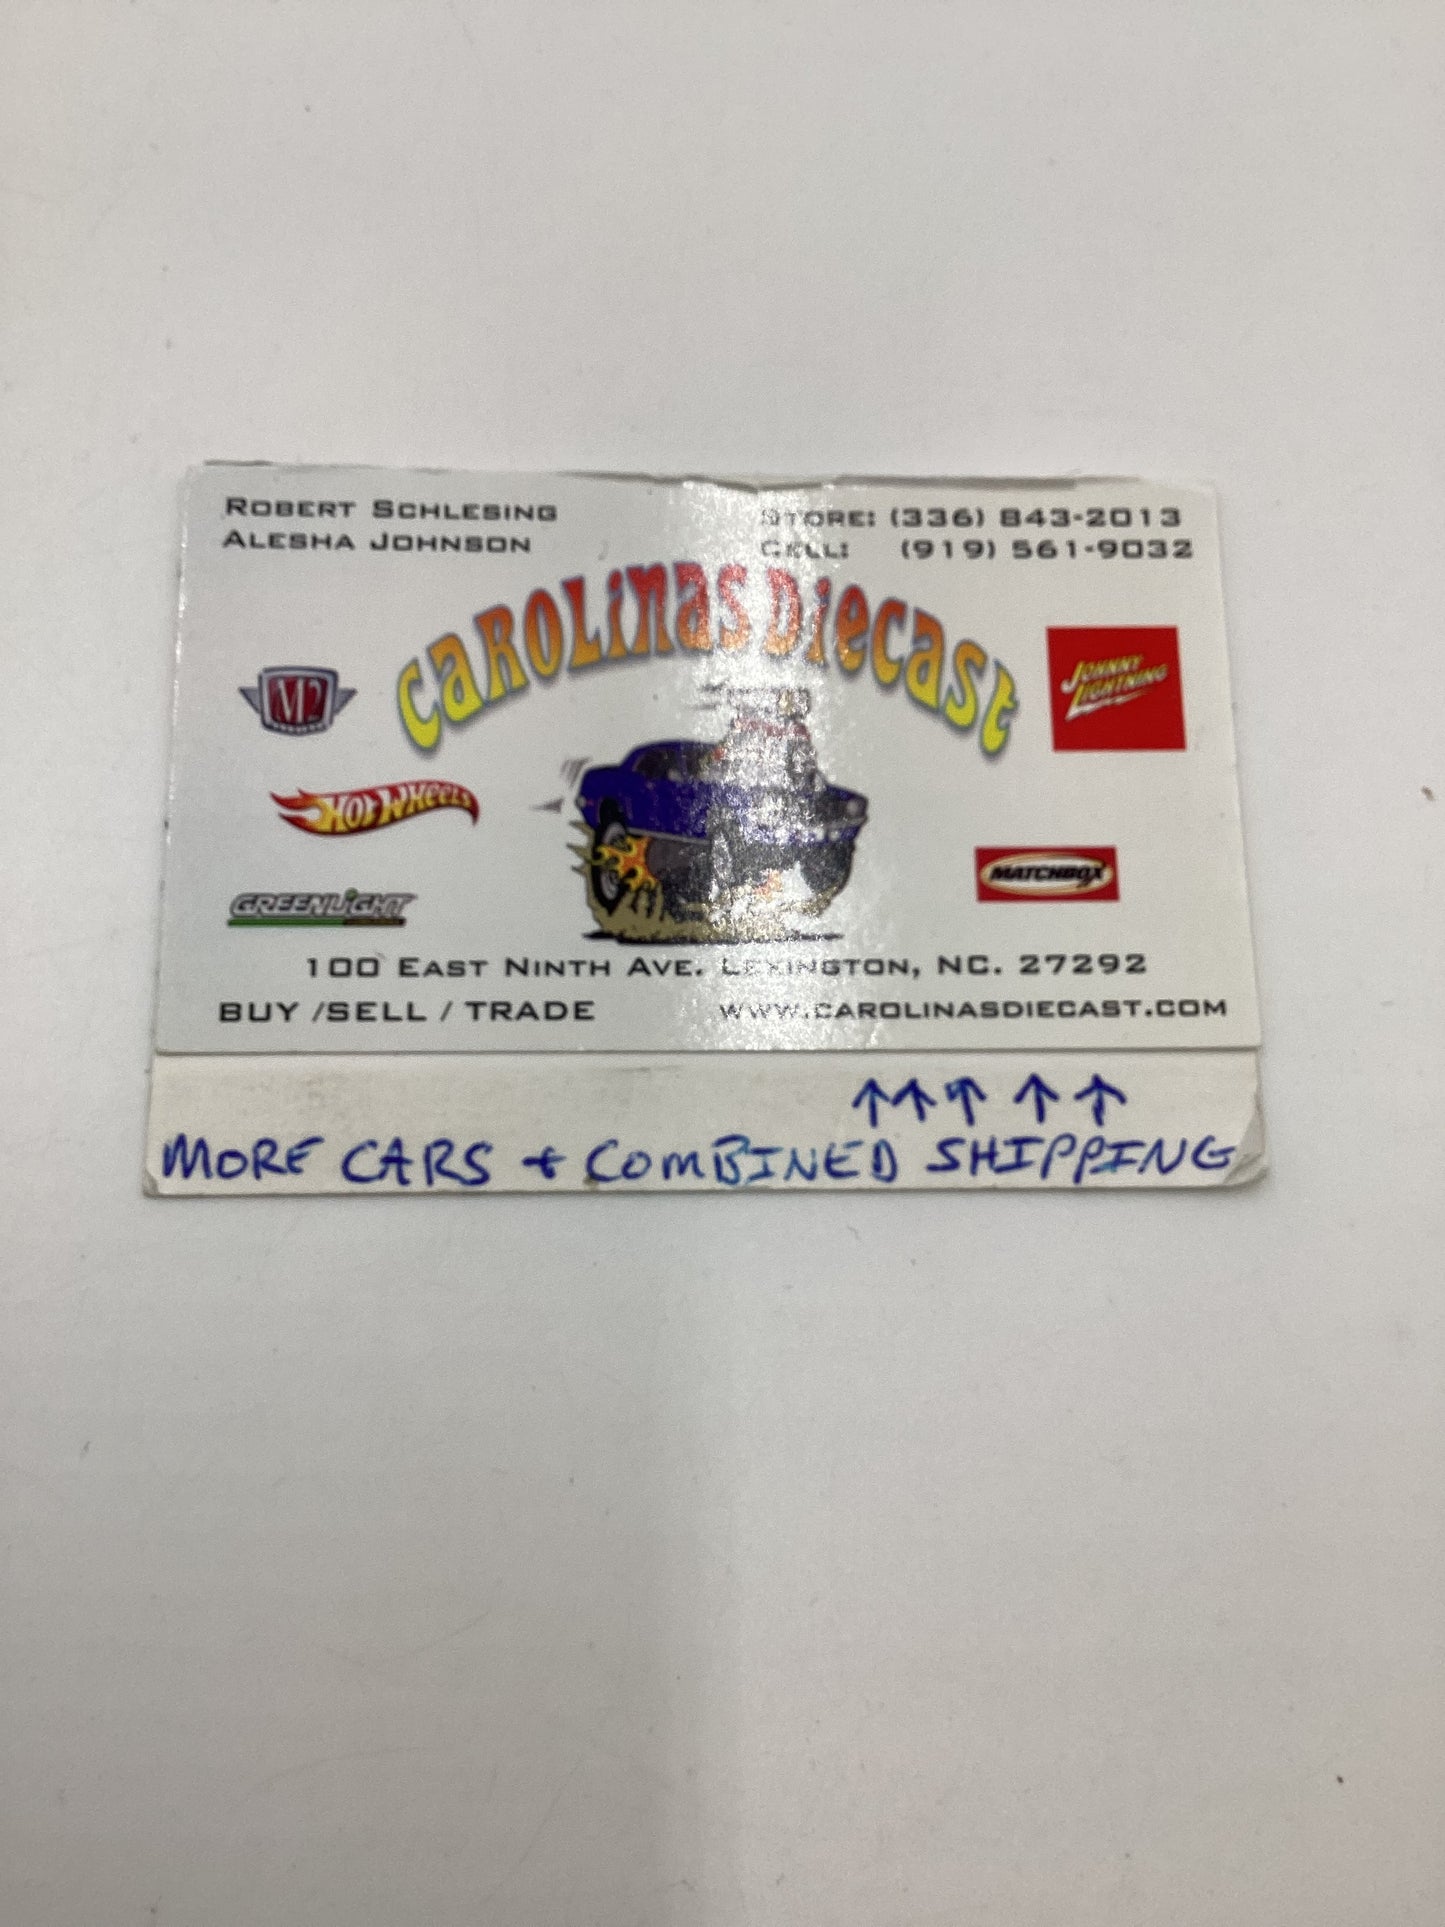 ROBERT SCHLESING
ALESHA JOHNSON
STORE: (336) 843-2013
CELL: (919) 561-9032
CAROLINAS DIECAST
M2
JOHNNY
LIGHTNING
HOT WHEELS
MATCHBOX
GREENLIGHT
100 EAST NINTH AVE. LEXINGTON, NC. 27292
BUY /SELL / TRADE
WWW.CAROLINASDIECAST.COM
↑↑↑↑↑
MORE CARS + COMBINED SHIPPING